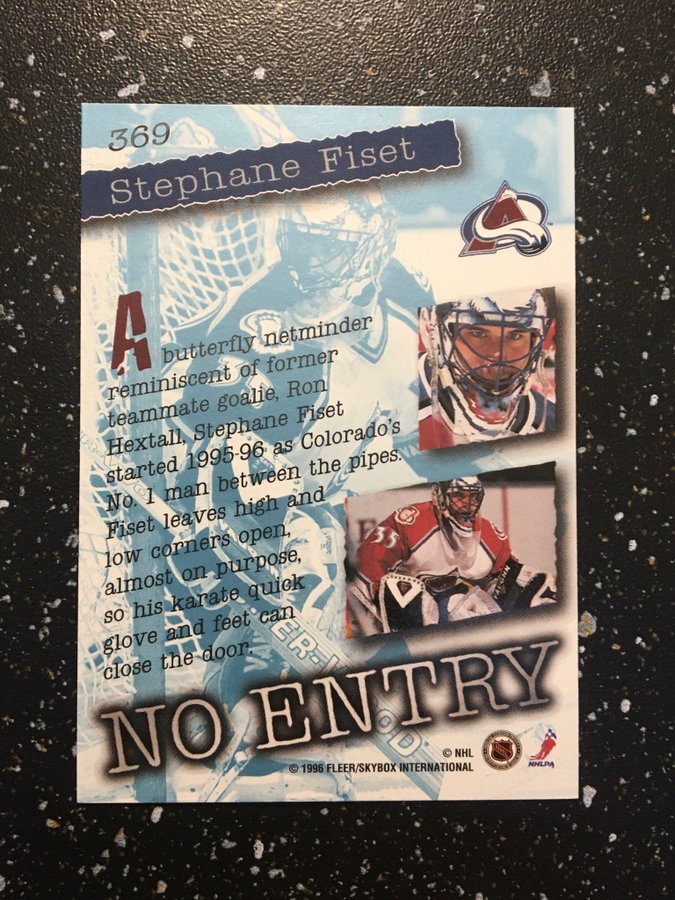 369
Stephane Fiset
A butterfly netminder
reminiscent of former
teammate goalie, Ron
Hextall, Stephane Fiset
started 1995-96 as Colorado's
No. 1 man between the pipes.
Fiset leaves high and
low corners open,
almost on purpose,
so his karate quick
glove and feet can
close the door.
35
NO ENTRY
© NHL
© 1996 FLEER/SKYBOX INTERNATIONAL
NHLPA